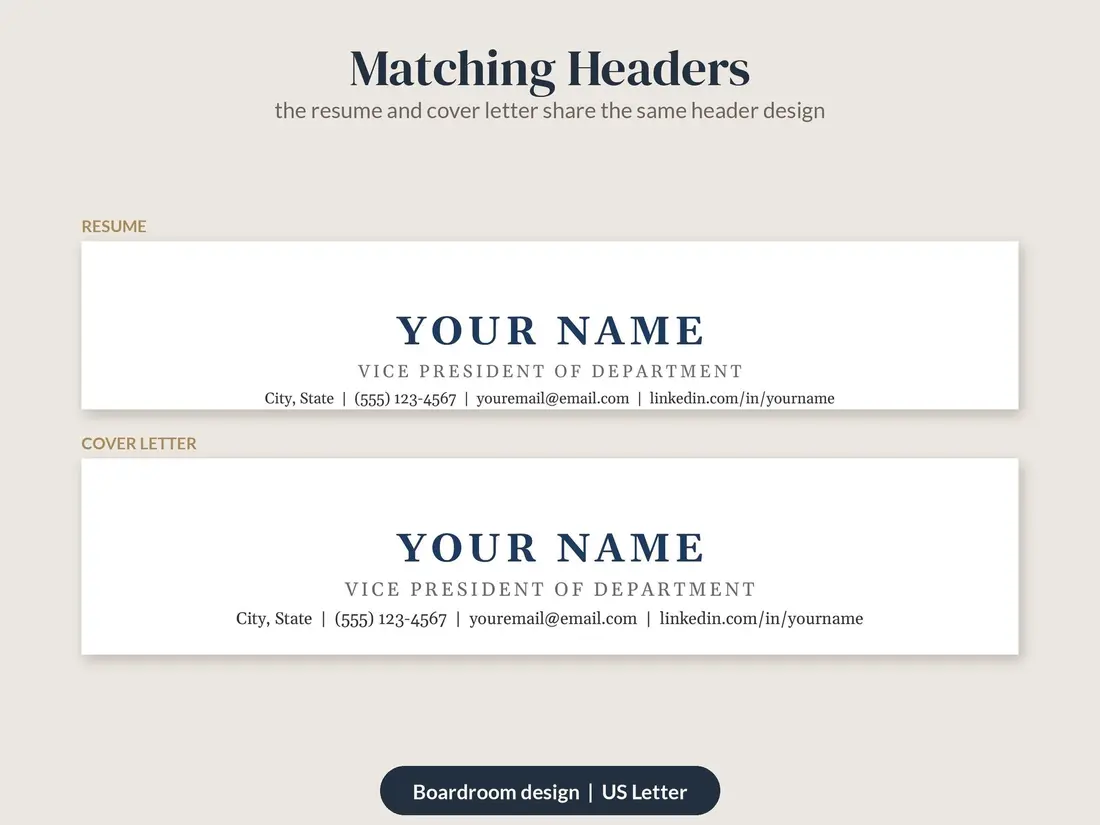 Matching Headers
the resume and cover letter share the same header design
RESUME
YOUR NAME
VICE PRESIDENT OF DEPARTMENT
City, State | (555) 123-4567 | youremail@email.com | linkedin.com/in/yourname
COVER LETTER
YOUR NAME
VICE PRESIDENT OF DEPARTMENT
City, State | (555) 123-4567 | youremail@email.com | linkedin.com/in/yourname
Boardroom design | US Letter